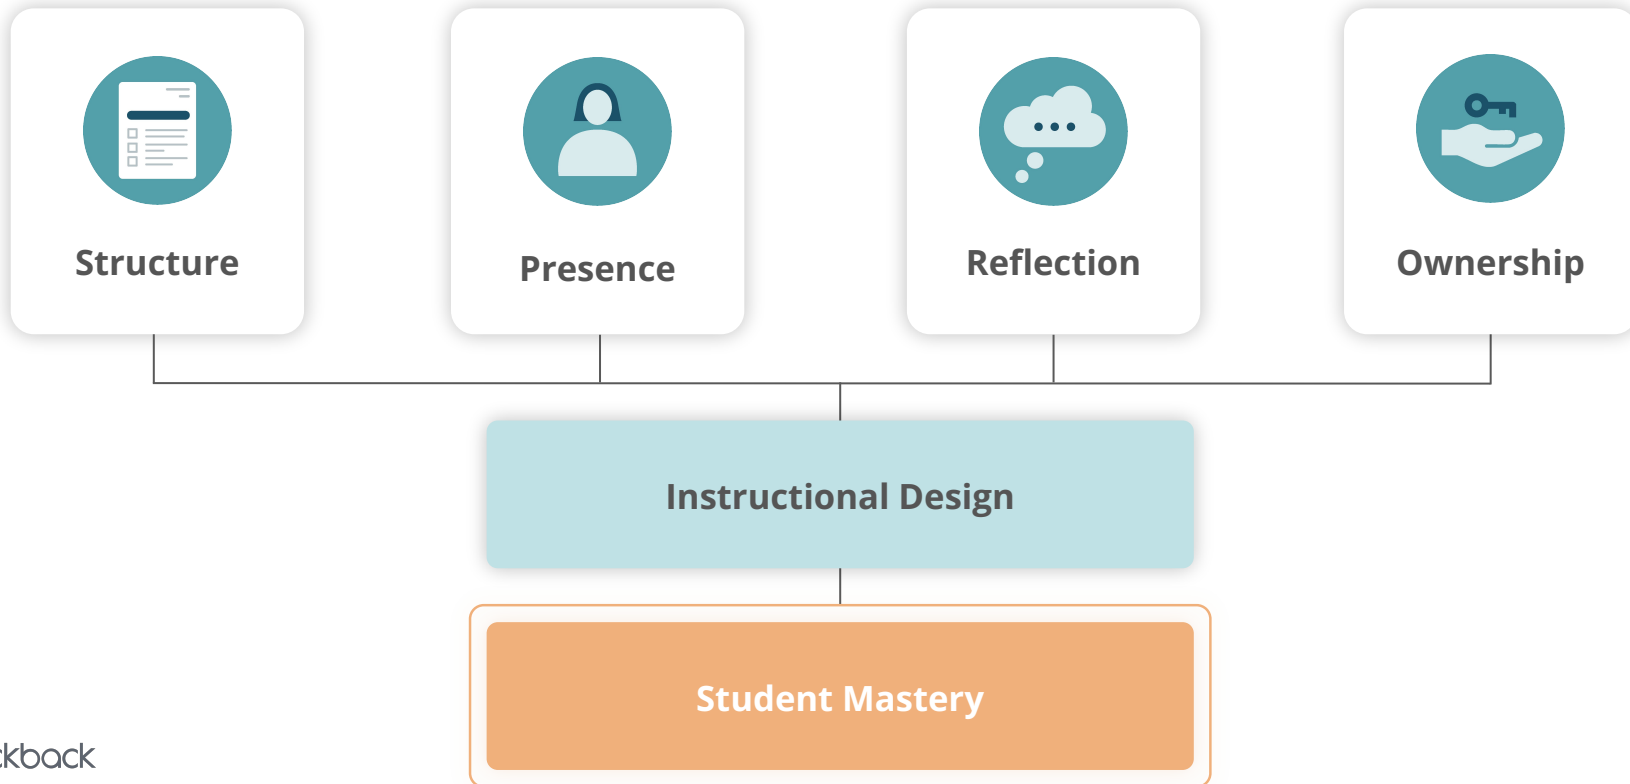 Structure
Presence
Reflection
Ownership
Instructional Design
Student Mastery
ckback